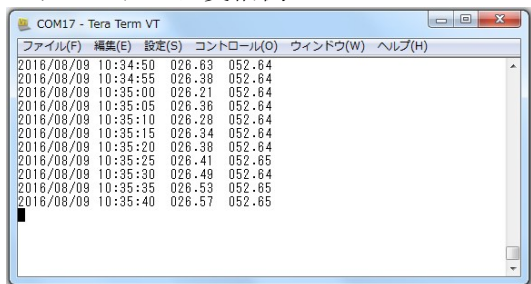 COM17 - Tera Term VT
ファイル(F) 編集(E) 設定(S) コントロール(O) ウィンドウ(W) ヘルプ(H)
2016/08/09 10:34:50 026.63 052.64
2016/08/09 10:34:55 026.38 052.64
2016/08/09 10:35:00 026.21 052.64
2016/08/09 10:35:05 026.36 052.64
2016/08/09 10:35:10 026.28 052.64
2016/08/09 10:35:15 026.34 052.64
2016/08/09 10:35:20 026.38 052.64
2016/08/09 10:35:25 026.41 052.65
2016/08/09 10:35:30 026.49 052.64
2016/08/09 10:35:35 026.53 052.65
2016/08/09 10:35:40 026.57 052.65